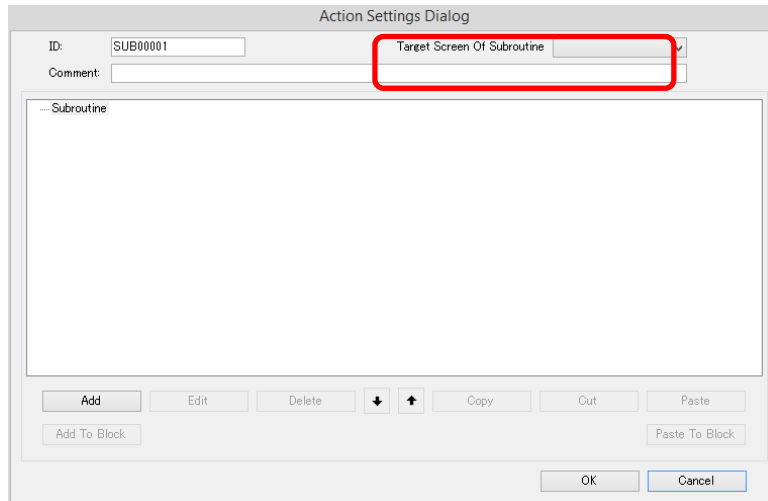 Action Settings Dialog
ID: SUB00001 Target Screen Of Subroutine
Comment:
Subroutine
Add Edit Delete Copy Cut Paste
Add To Block Paste To Block
OK Cancel